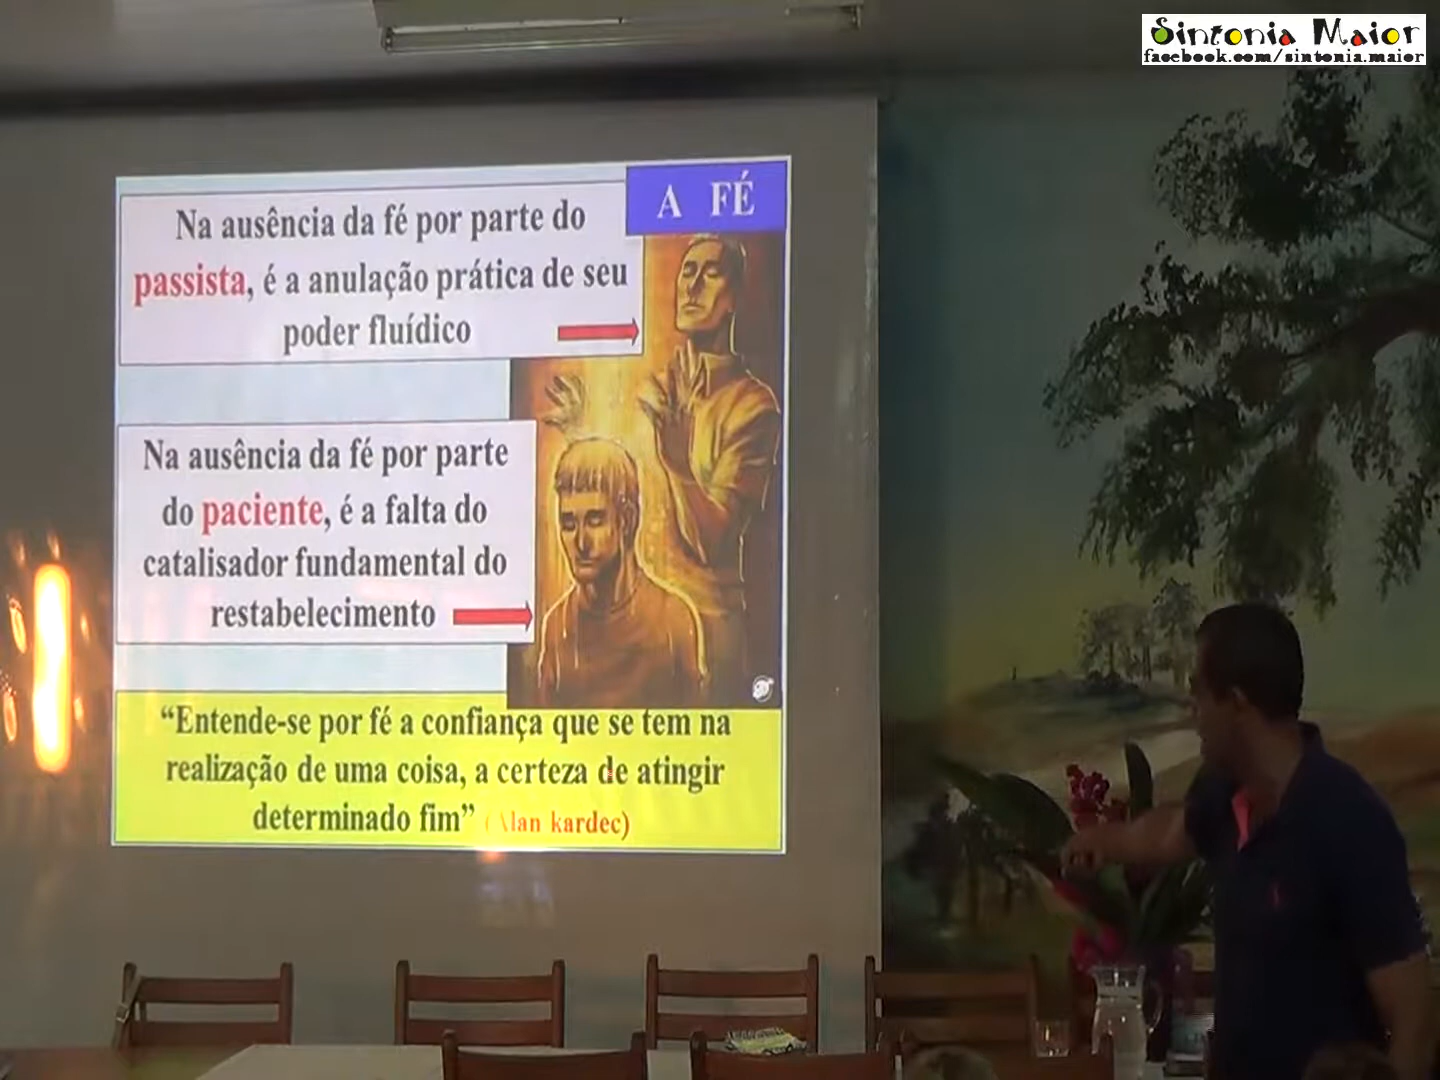 Sintonia Maior
facebook.com/sintonia.maior
A FÉ
Na ausência da fé por parte do
passista, é a anulação prática de seu
poder fluídico
Na ausência da fé por parte
do paciente, é a falta do
catalisador fundamental do
restabelecimento
“Entende-se por fé a confiança que se tem na
realização de uma coisa, a certeza de atingir
determinado fim” (Alan kardec)